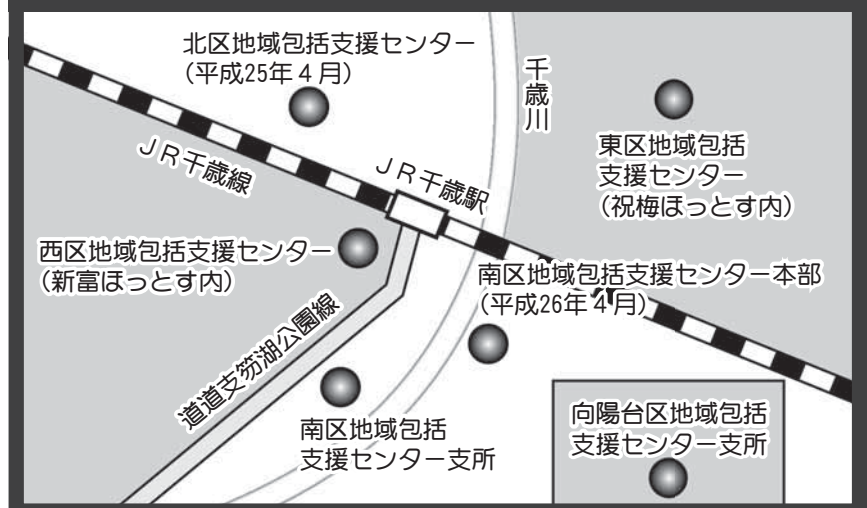 北区地域包括支援センター
（平成25年４月）
千歳川
東区地域包括
支援センター
（祝梅ほっとす内）
ＪＲ千歳線
ＪＲ千歳駅
西区地域包括支援センター
（新富ほっとす内）
南区地域包括支援センター本部
（平成26年４月）
道道支笏湖公園線
南区地域包括
支援センター支所
向陽台区地域包括
支援センター支所